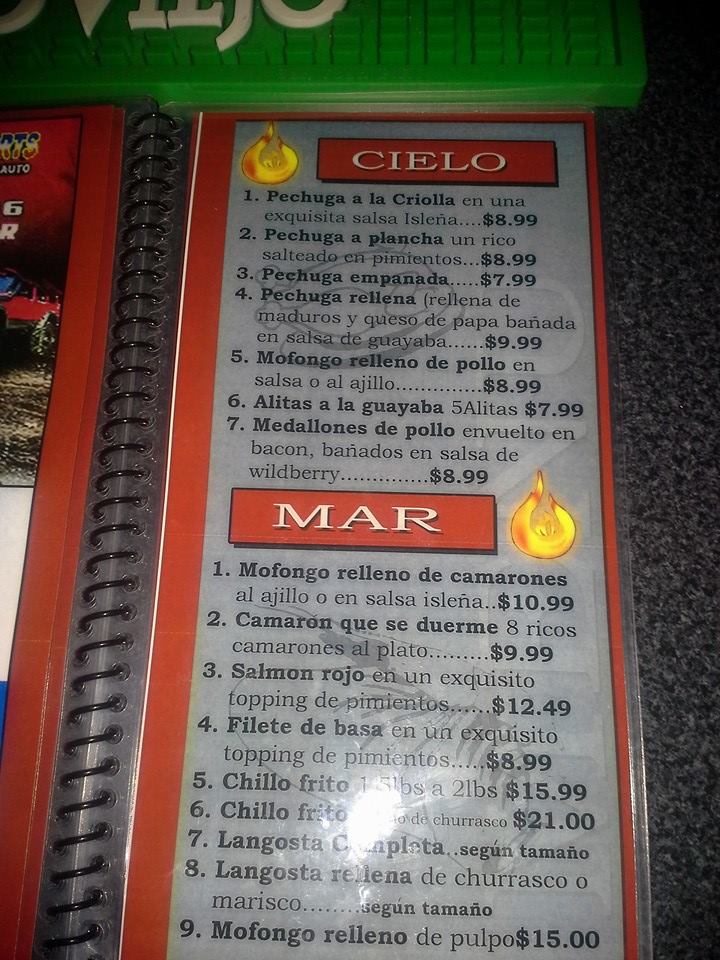 RTS
AUTO
6
R
CIELO
1. Pechuga a la Criolla en una
exquisita salsa Isleña....$8.99
2. Pechuga a plancha un rico
salteado en pimientos...$8.99
3. Pechuga empanada.....$7.99
4. Pechuga rellena (rellena de
maduros y queso de papa bañada
en salsa de guayaba......$9.99
5. Mofongo relleno de pollo en
salsa o al ajillo..............$8.99
6. Alitas a la guayaba 5Alitas $7.99
7. Medallones de pollo envuelto en
bacon, bañados en salsa de
wildberry..............$8.99
MAR
1. Mofongo relleno de camarones
al ajillo o en salsa isleña..$10.99
2. Camaron que se duerme 8 ricos
camarones al plato.........$9.99
3. Salmon rojo en un exquisito
topping de pimientos......$12.49
4. Filete de basa en un exquisito
topping de pimientos.....$8.99
5. Chillo frito 1.5lbs a 2lbs $15.99
6. Chillo frito de churrasco $21.00
7. Langosta Completa..según tamaño
8. Langosta rellena de churrasco o
marisco........según tamaño
9. Mofongo relleno de pulpo$15.00